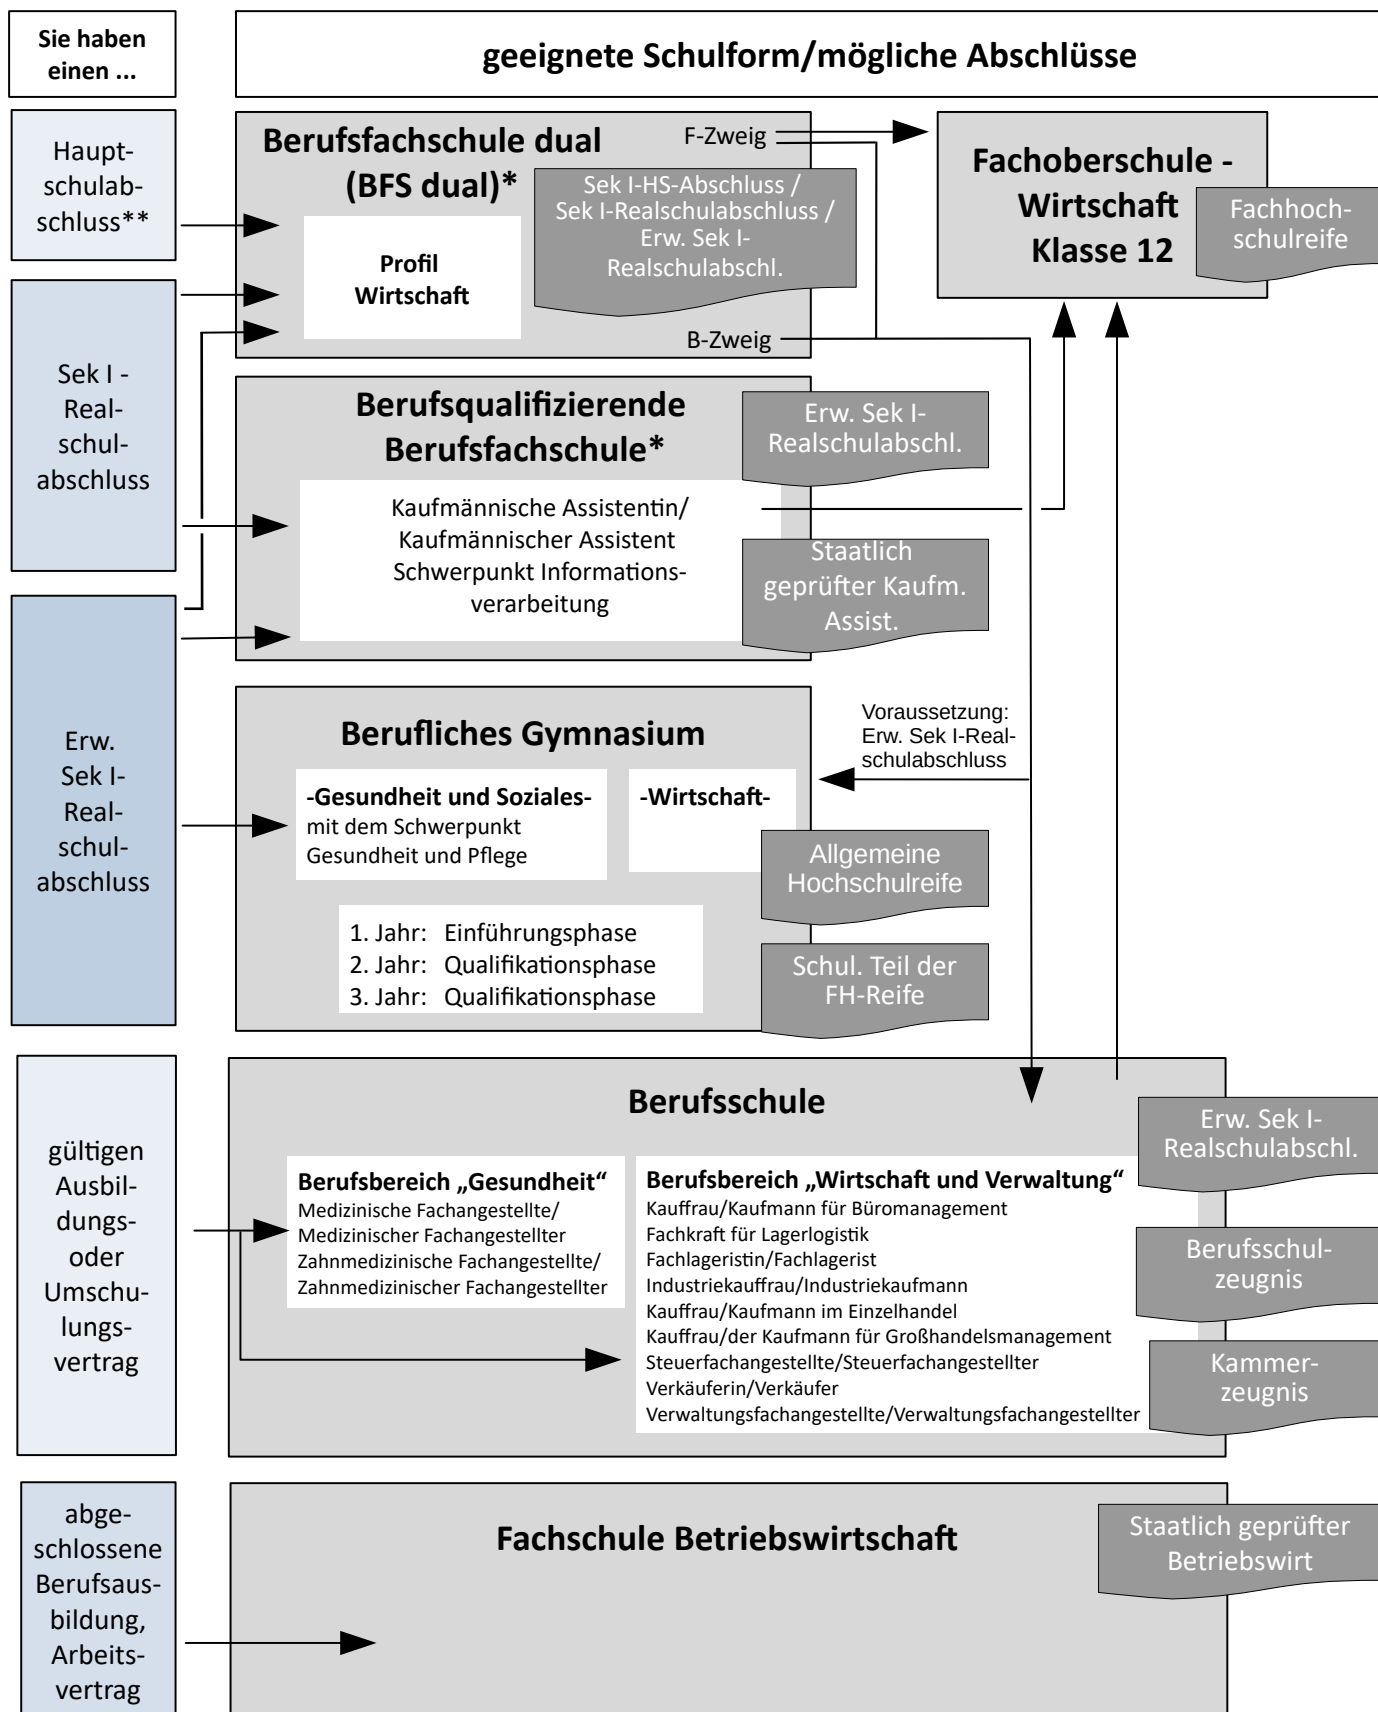 Sie haben
einen ...
geeignete Schulform/mögliche Abschlüsse
Haupt-
schulab-
schluss**
Berufsfachschule dual
(BFS dual)*
F-Zweig
Sek I-HS-Abschluss /
Sek I-Realschulabschluss /
Erw. Sek I-
Realschulabschl.
Profil
Wirtschaft
B-Zweig
Fachoberschule -
Wirtschaft
Klasse 12
Fachhoch-
schulreife
Sek I -
Real-
schul-
abschluss
Berufsqualifizierende
Berufsfachschule*
Erw. Sek I-
Realschulabschl.
Kaufmännische Assistentin/
Kaufmännischer Assistent
Schwerpunkt Informations-
verarbeitung
Staatlich
geprüfter Kaufm.
Assist.
Erw.
Sek I-
Real-
schul-
abschluss
Berufliches Gymnasium
Voraussetzung:
Erw. Sek I-Real-
schulabschluss
-Gesundheit und Soziales-
mit dem Schwerpunkt
Gesundheit und Pflege
-Wirtschaft-
Allgemeine
Hochschulreife
1. Jahr: Einführungsphase
2. Jahr: Qualifikationsphase
3. Jahr: Qualifikationsphase
Schul. Teil der
FH-Reife
gültigen
Ausbil-
dungs-
oder
Umschu-
lungs-
vertrag
Berufsschule
Erw. Sek I-
Realschulabschl.
Berufsbereich „Gesundheit“
Medizinische Fachangestellte/
Medizinischer Fachangestellter
Zahnmedizinische Fachangestellte/
Zahnmedizinischer Fachangestellter
Berufsbereich „Wirtschaft und Verwaltung“
Kauffrau/Kaufmann für Büromanagement
Fachkraft für Lagerlogistik
Fachlageristin/Fachlagerist
Industriekauffrau/Industriekaufmann
Kauffrau/Kaufmann im Einzelhandel
Kauffrau/der Kaufmann für Großhandelsmanagement
Steuerfachangestellte/Steuerfachangestellter
Verkäuferin/Verkäufer
Verwaltungsfachangestellte/Verwaltungsfachangestellter
Berufsschul-
zeugnis
Kammer-
zeugnis
abge-
schlossene
Berufsaus-
bildung,
Arbeits-
vertrag
Fachschule Betriebswirtschaft
Staatlich geprüfter
Betriebswirt